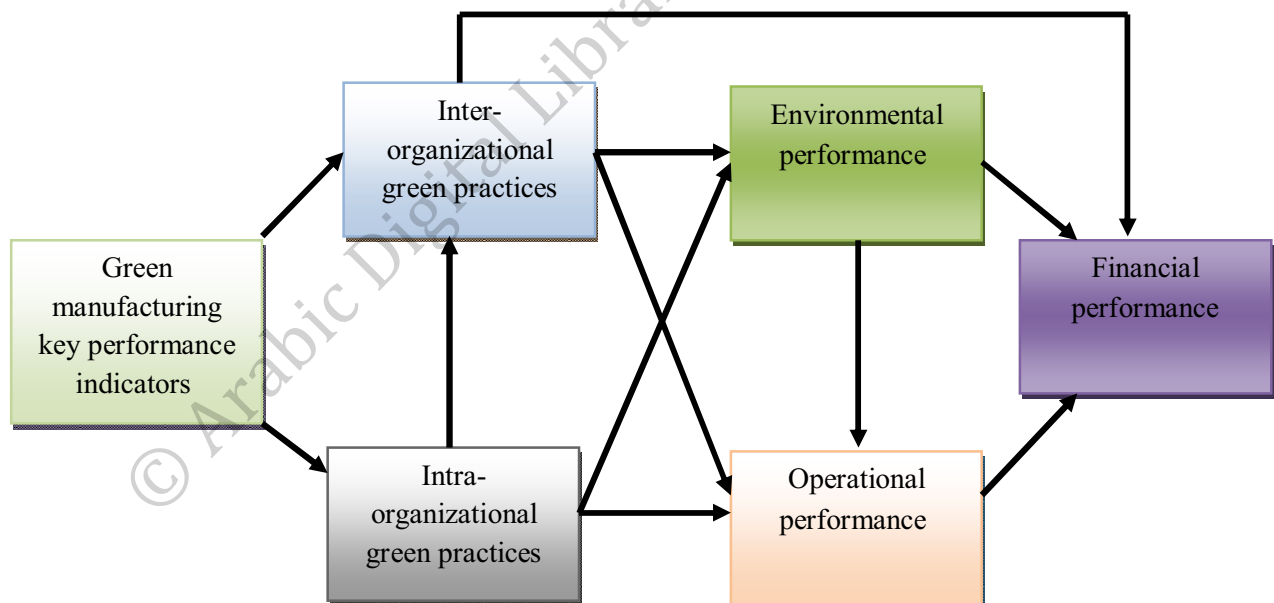 Inter-
organizational
green practices
Environmental
performance
Green
manufacturing
key performance
indicators
Financial
performance
Intra-
organizational
green practices
Operational
performance
© Arabic Digital